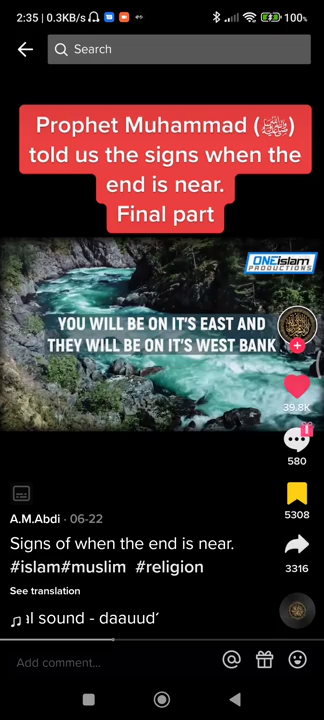 2:35 | 0.3KB/s
100%
Search
Prophet Muhammad (ﷺ)
told us the signs when the
end is near.
Final part
ONEIslam
PRODUCTIONS
YOU WILL BE ON IT'S EAST AND
THEY WILL BE ON IT'S WEST BANK
39.8K
580
5308
3316
A.M.Abdi · 06-22
Signs of when the end is near.
#islam#muslim #religion
See translation
al sound - daauud
Add comment...